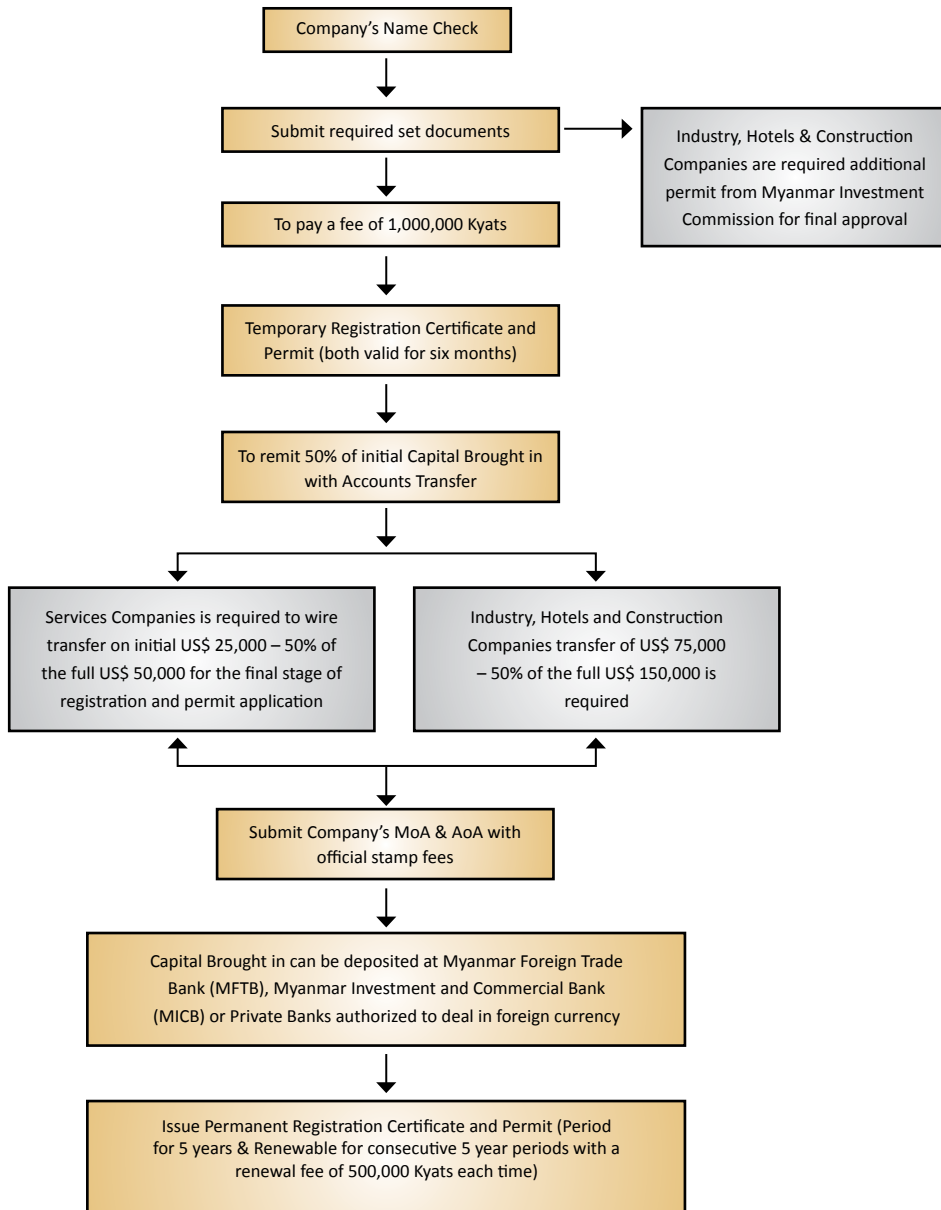 Company’s Name Check
Submit required set documents
Industry, Hotels & Construction
Companies are required additional
permit from Myanmar Investment
Commission for final approval
To pay a fee of 1,000,000 Kyats
Temporary Registration Certificate and
Permit (both valid for six months)
To remit 50% of initial Capital Brought in
with Accounts Transfer
Services Companies is required to wire
transfer on initial US$ 25,000 – 50% of
the full US$ 50,000 for the final stage of
registration and permit application
Industry, Hotels and Construction
Companies transfer of US$ 75,000
– 50% of the full US$ 150,000 is
required
Submit Company’s MoA & AoA with
official stamp fees
Capital Brought in can be deposited at Myanmar Foreign Trade
Bank (MFTB), Myanmar Investment and Commercial Bank
(MICB) or Private Banks authorized to deal in foreign currency
Issue Permanent Registration Certificate and Permit (Period
for 5 years & Renewable for consecutive 5 year periods with a
renewal fee of 500,000 Kyats each time)